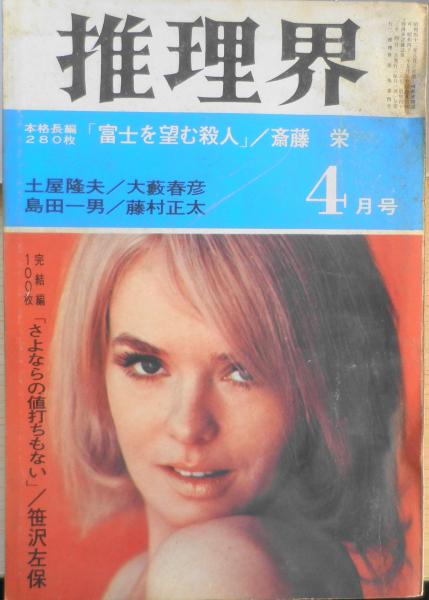 推理界
本格長編
280枚
「富士を望む殺人」／斎藤 栄
土屋隆夫／大藪春彦
島田一男／藤村正太
4月号
完結編
100枚
「さよならの値打ちもない」／笹沢左保